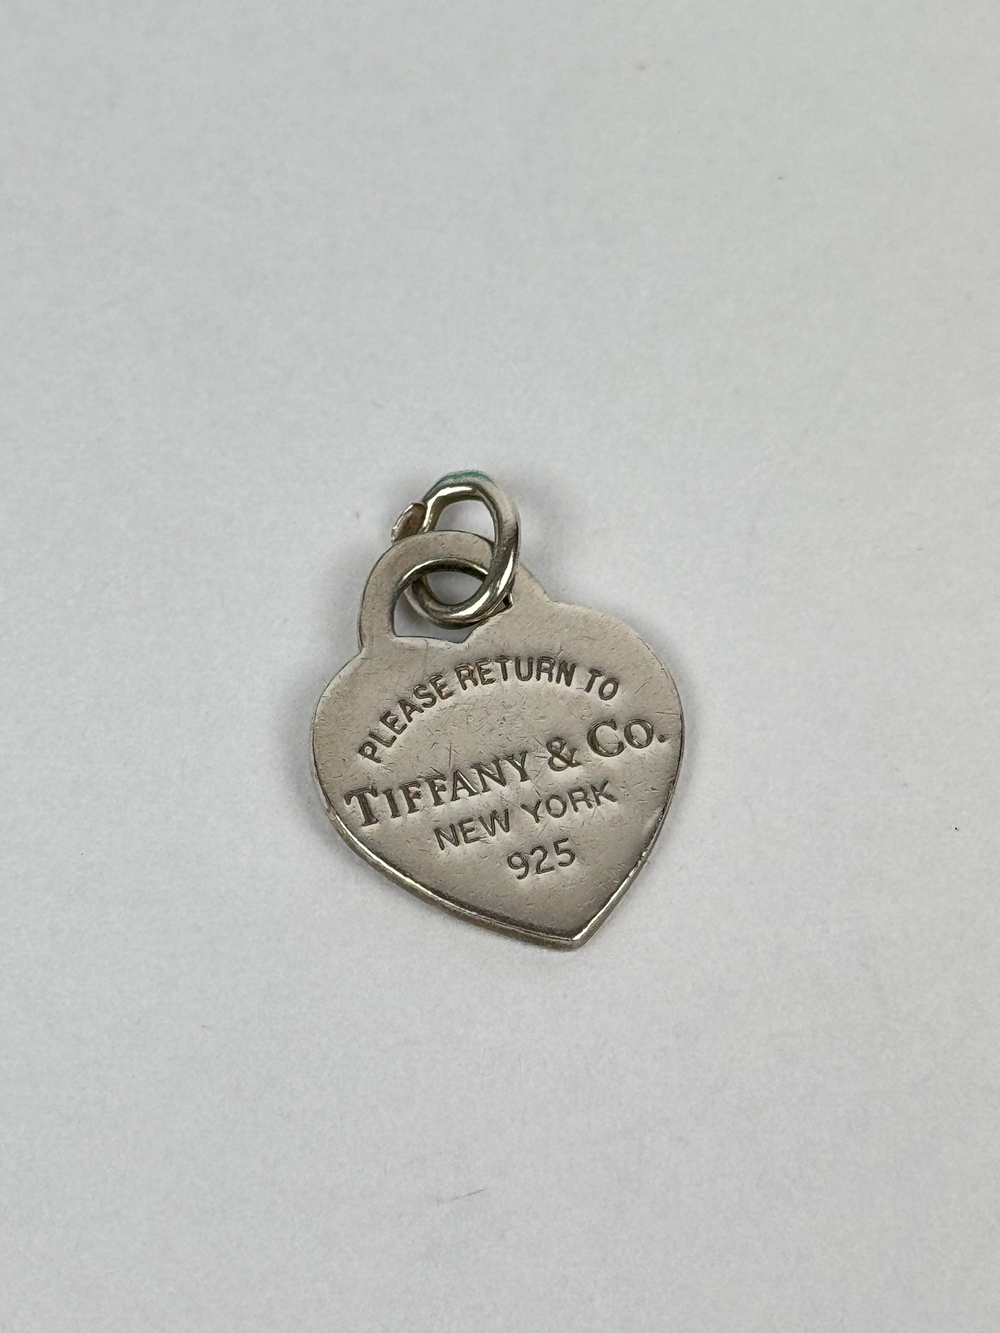 PLEASE RETURN TO
TIFFANY & CO.
NEW YORK
925